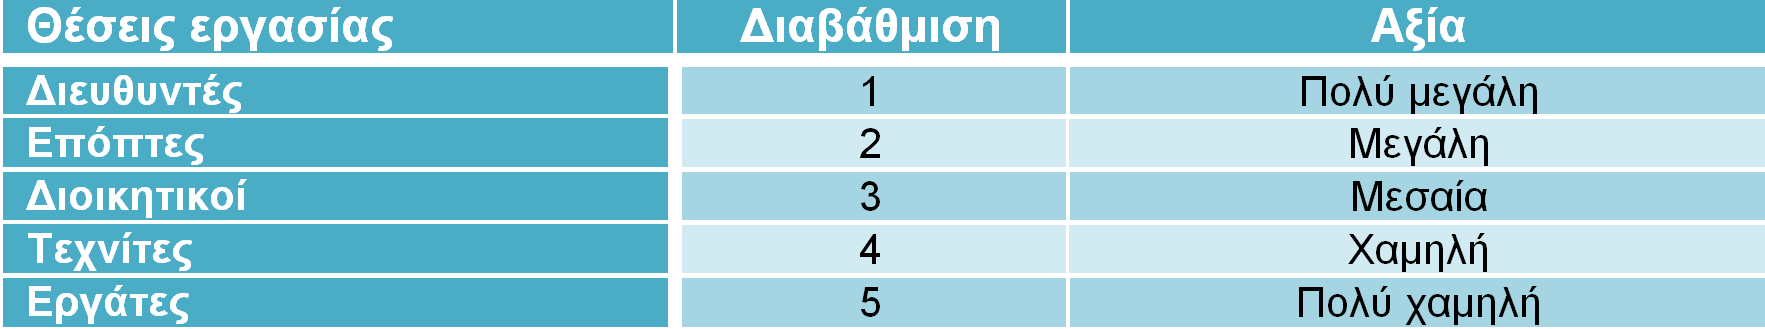 Θέσεις εργασίας Διαβάθμιση Αξία
Διευθυντές 1 Πολύ μεγάλη
Επόπτες 2 Μεγάλη
Διοικητικοί 3 Μεσαία
Τεχνίτες 4 Χαμηλή
Εργάτες 5 Πολύ χαμηλή